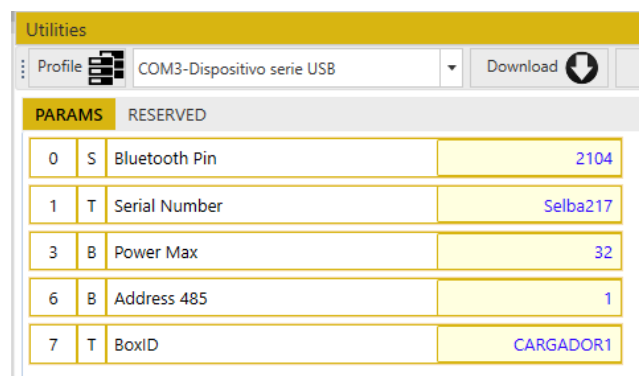 Utilities
Profile COM3-Dispositivo serie USB Download
PARAMS RESERVED
0 S Bluetooth Pin 2104
1 T Serial Number Selba217
3 B Power Max 32
6 B Address 485 1
7 T BoxID CARGADOR1